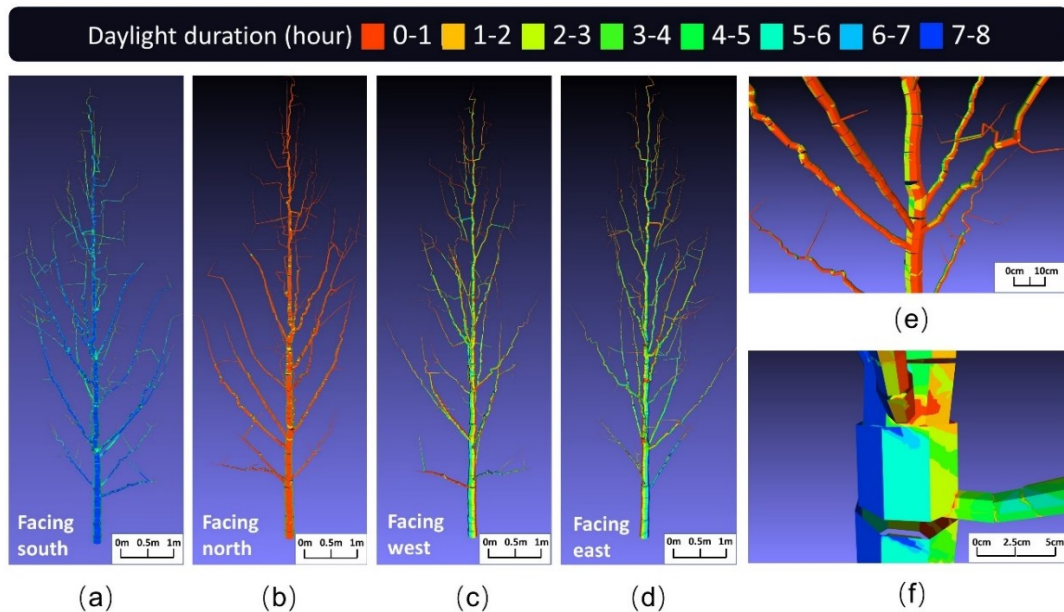 Daylight duration (hour) 0-1 1-2 2-3 3-4 4-5 5-6 6-7 7-8
Facing south
0m 0.5m 1m
(a)
Facing north
0m 0.5m 1m
(b)
Facing west
0m 0.5m 1m
(c)
Facing east
0m 0.5m 1m
(d)
0cm 10cm
(e)
0cm 2.5cm 5cm
(f)